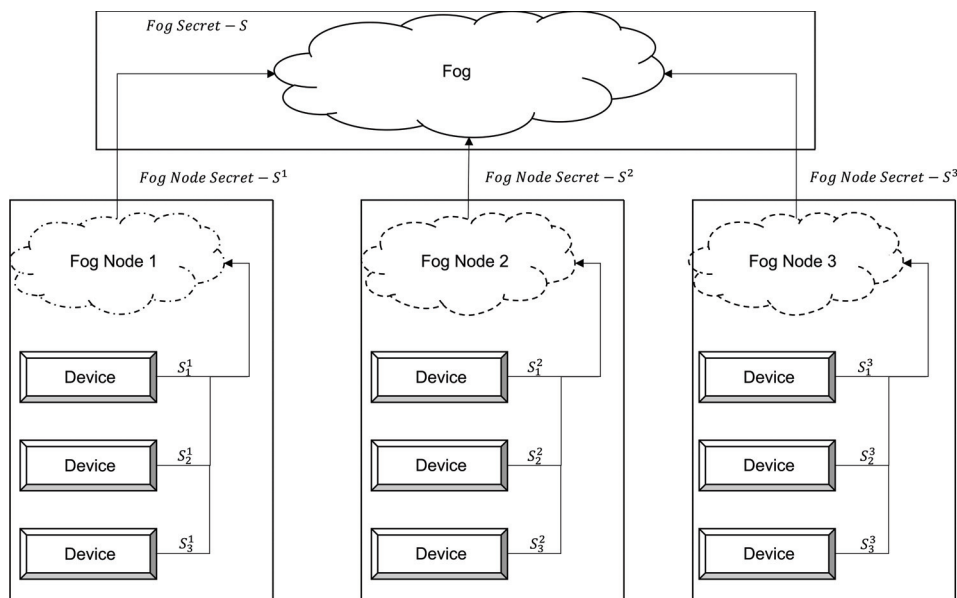 Fog Secret – S
Fog
Fog Node Secret – S¹
Fog Node Secret – S²
Fog Node Secret – S³
Fog Node 1
Fog Node 2
Fog Node 3
Device
S₁¹
Device
S₁²
Device
S₁³
Device
S₂¹
Device
S₂²
Device
S₂³
Device
S₃¹
Device
S₃²
Device
S₃³